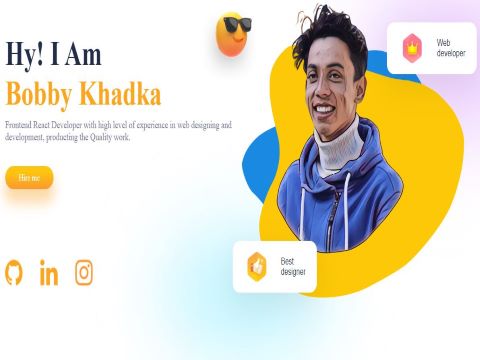 Hy! I Am
Bobby Khadka
Frontend React Developer with high level of experience in web designing and
development, producting the Quality work.
Hire me
Web
developer
Best
designer
in